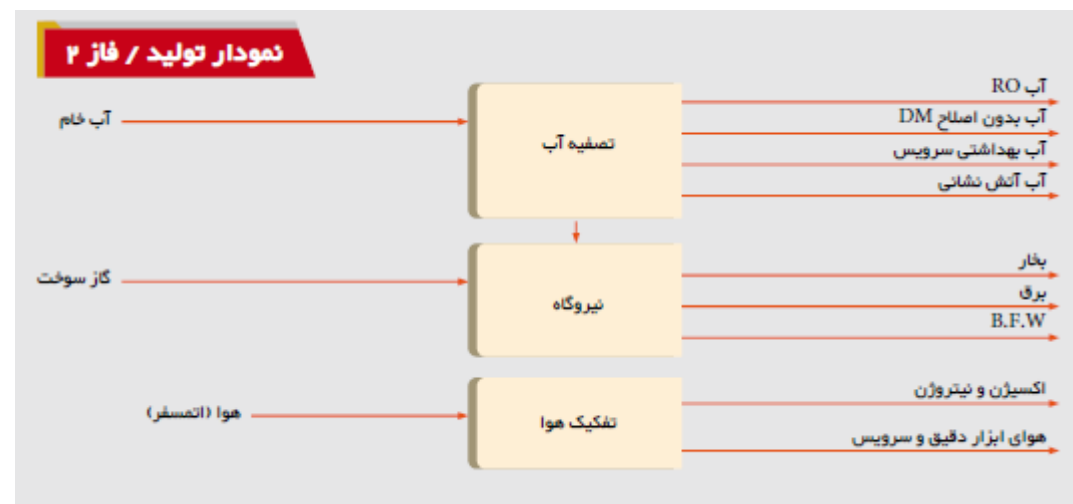 نمودار تولید / فاز ۲
آب خام
تصفیه آب
آب RO
آب بدون املاح DM
آب بهداشتی سرویس
آب آتش نشانی
گاز سوخت
نیروگاه
بخار
برق
B.F.W
هوا (اتمسفر)
تفکیک هوا
اکسیژن و نیتروژن
هوای ابزار دقیق و سرویس